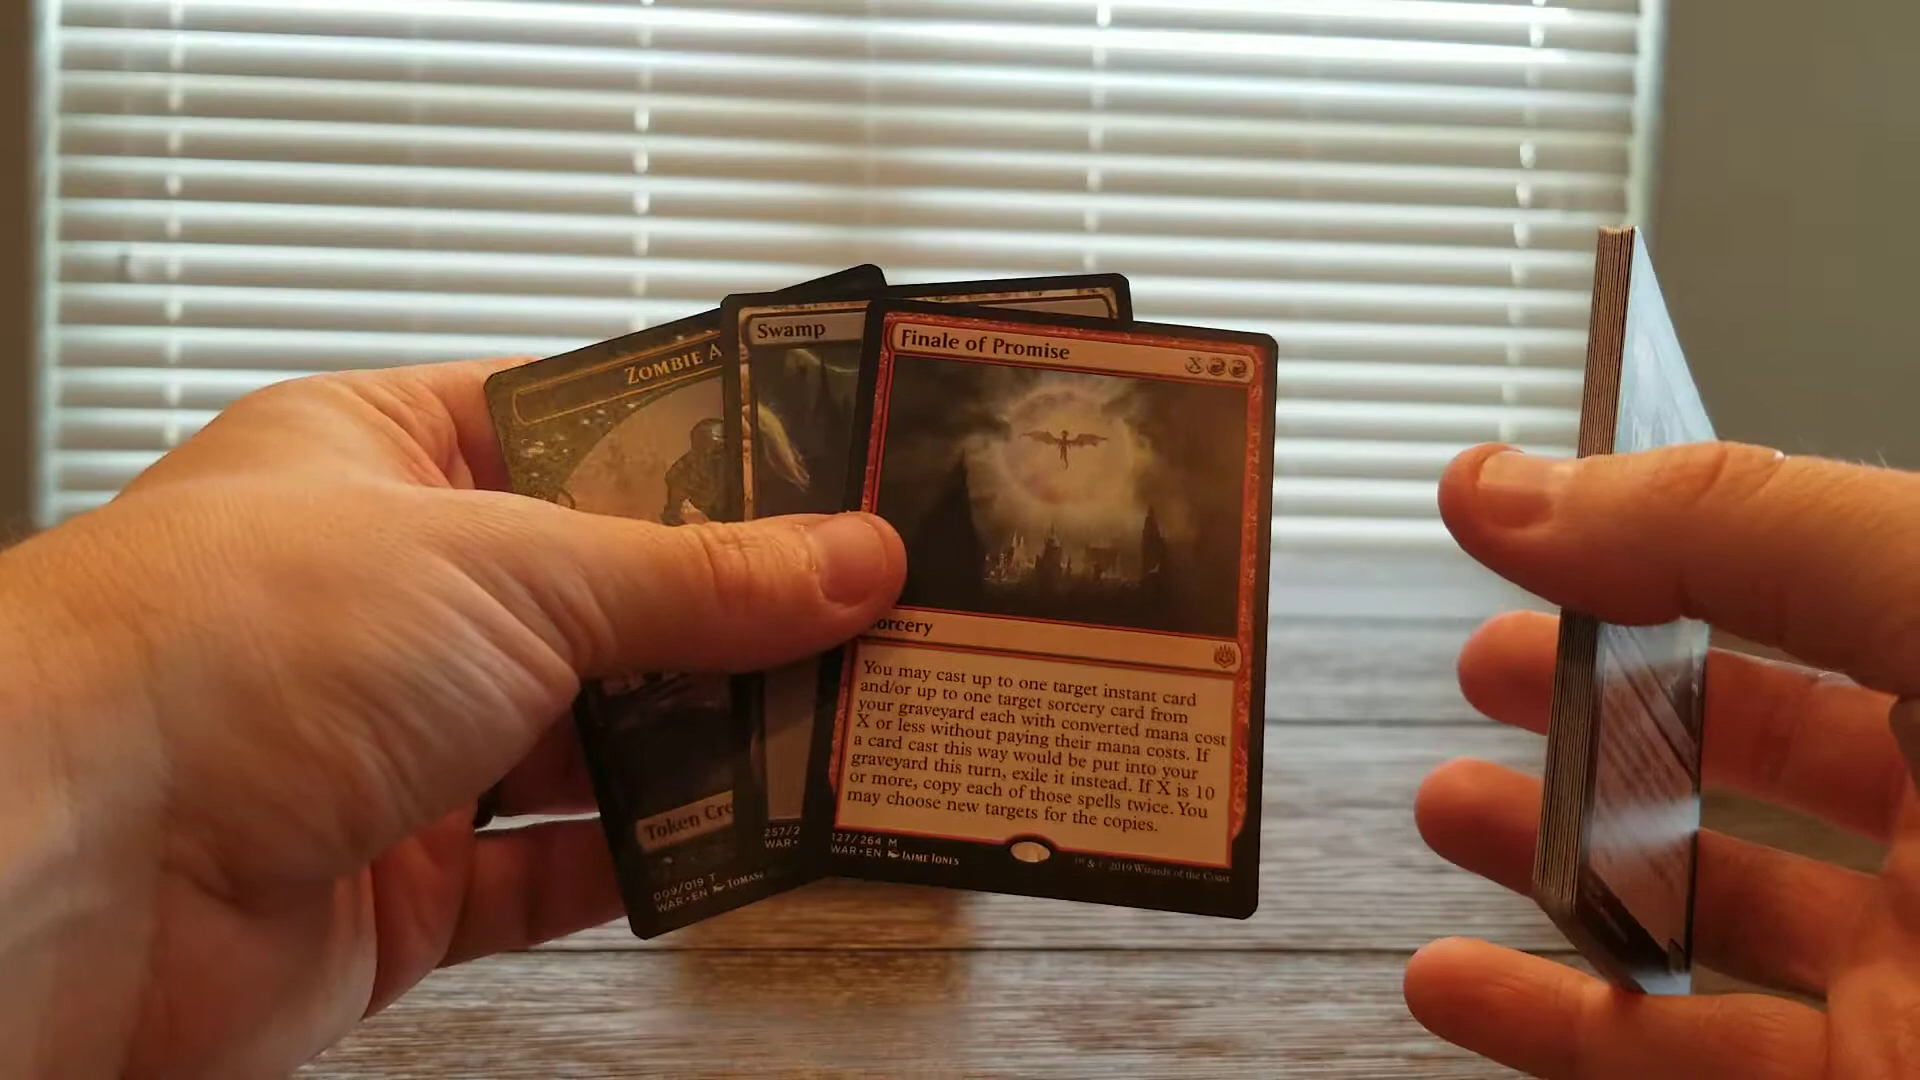 ZOMBIE A
Token Cre
009/019 T
WAR • EN TOMASZ
Swamp
257/2
WAR •
Finale of Promise
X
Sorcery
You may cast up to one target instant card
and/or up to one target sorcery card from
your graveyard each with converted mana cost
X or less without paying their mana costs. If
a card cast this way would be put into your
graveyard this turn, exile it instead. If X is 10
or more, copy each of those spells twice. You
may choose new targets for the copies.
127/264 M
WAR • EN JAIME JONES
™ & © 2019 Wizards of the Coast